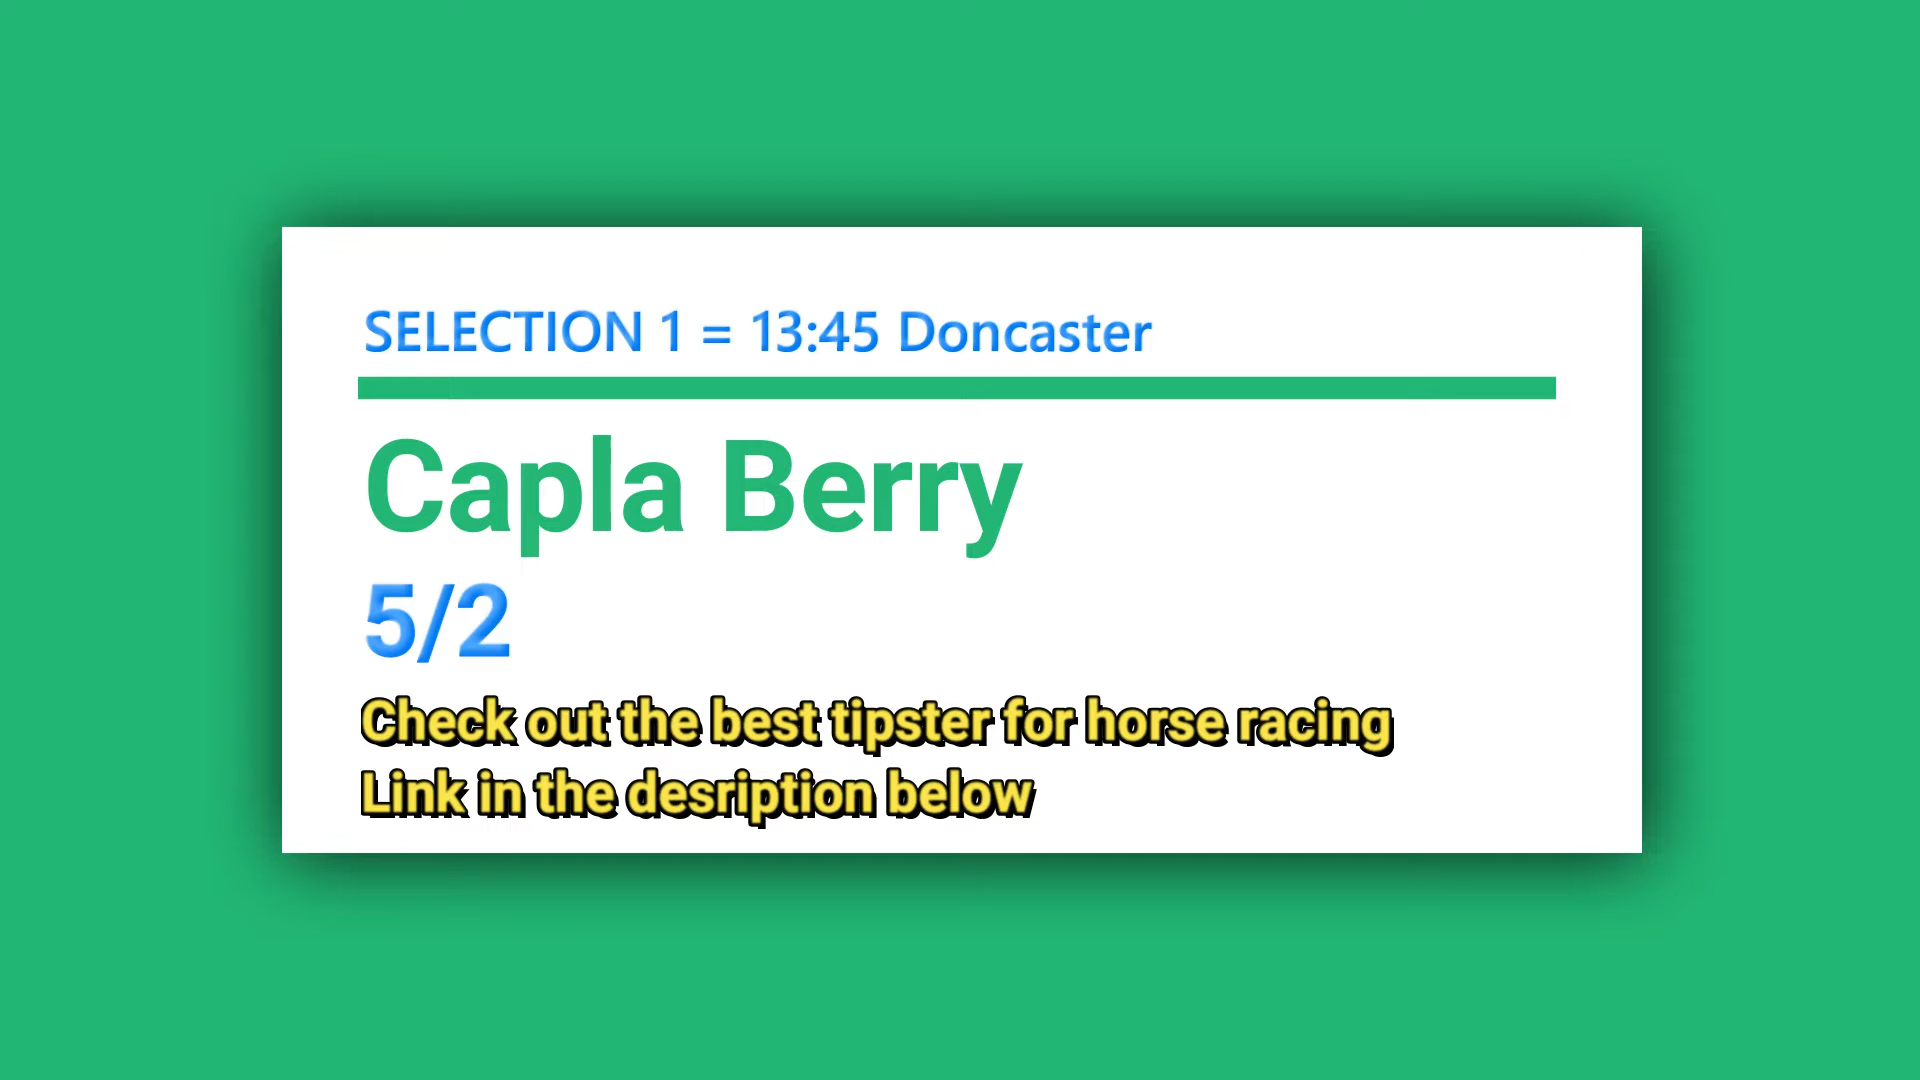 SELECTION 1 = 13:45 Doncaster
Capla Berry
5/2
Check out the best tipster for horse racing
Link in the desription below